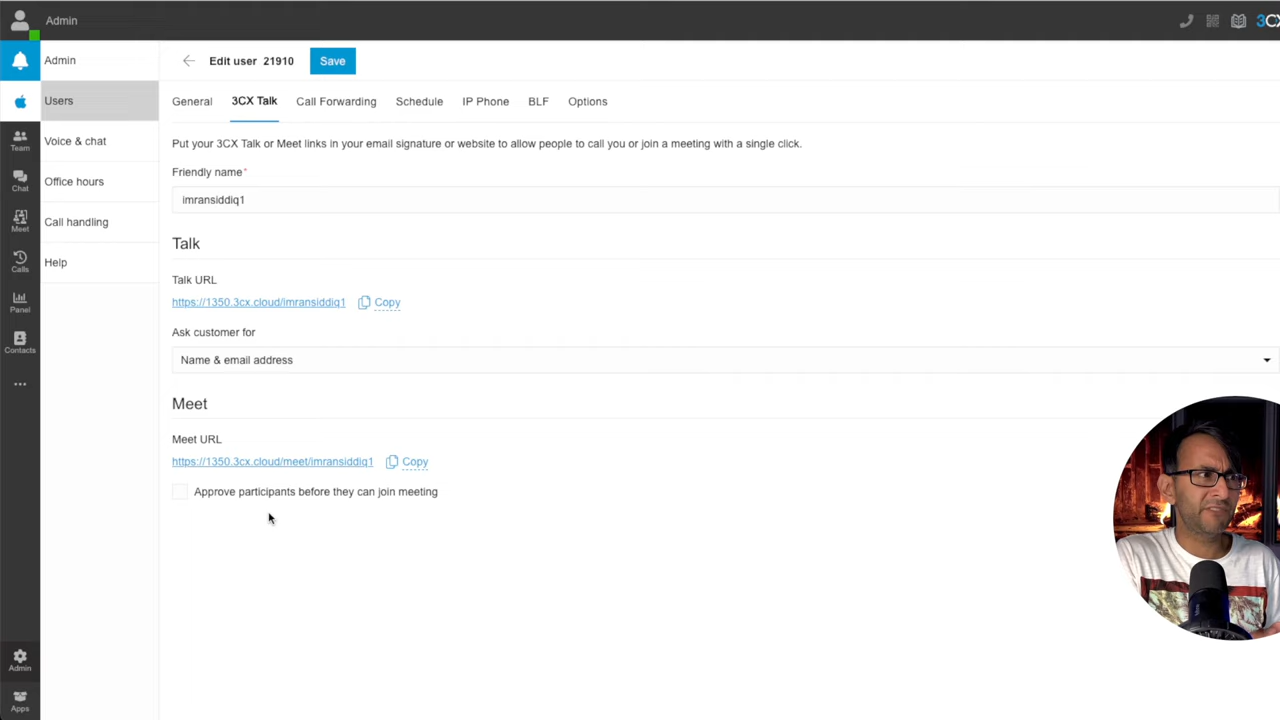 Admin
3CX
Admin
Users
Voice & chat
Office hours
Call handling
Help
Team
Chat
Meet
Calls
Panel
Contacts
Admin
Apps
Edit user 21910
Save
General 3CX Talk Call Forwarding Schedule IP Phone BLF Options
Put your 3CX Talk or Meet links in your email signature or website to allow people to call you or join a meeting with a single click.
Friendly name*
imransiddiq1
Talk
Talk URL
https://1350.3cx.cloud/imransiddiq1 Copy
Ask customer for
Name & email address
Meet
Meet URL
https://1350.3cx.cloud/meet/imransiddiq1 Copy
Approve participants before they can join meeting